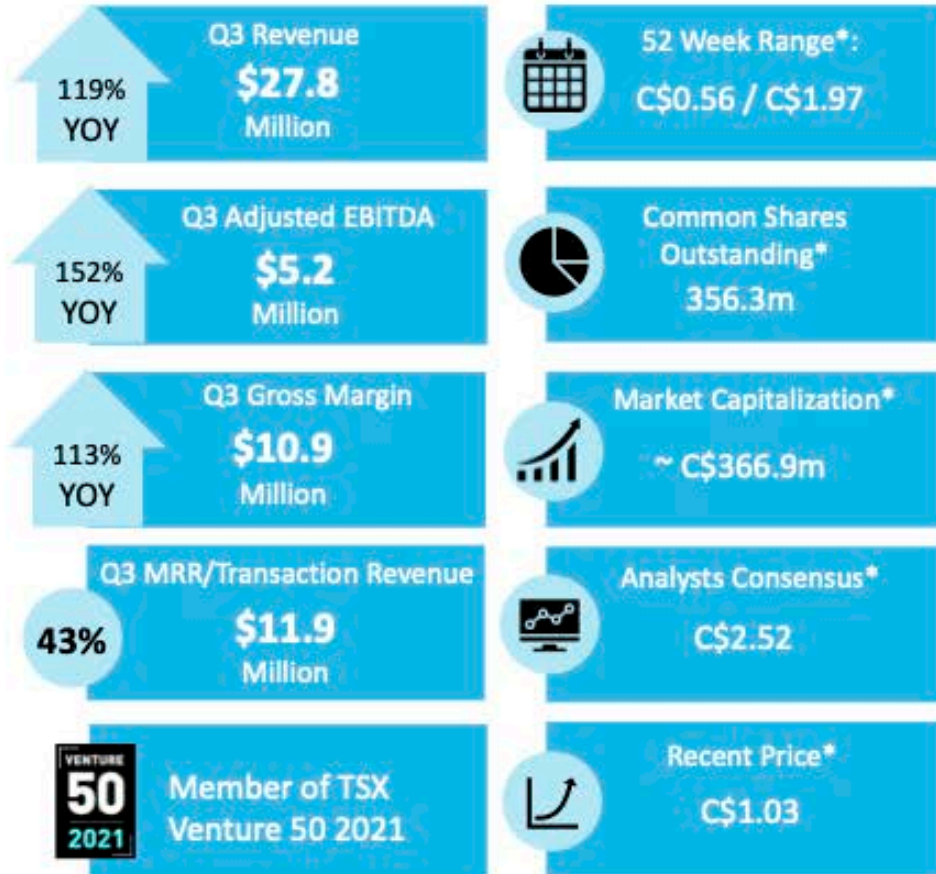 119%
YOY
Q3 Revenue
$27.8
Million
152%
YOY
Q3 Adjusted EBITDA
$5.2
Million
113%
YOY
Q3 Gross Margin
$10.9
Million
43%
Q3 MRR/Transaction Revenue
$11.9
Million
VENTURE
50
2021
Member of TSX
Venture 50 2021
52 Week Range*:
C$0.56 / C$1.97
Common Shares
Outstanding*
356.3m
Market Capitalization*
~ C$366.9m
Analysts Consensus*
C$2.52
Recent Price*
C$1.03